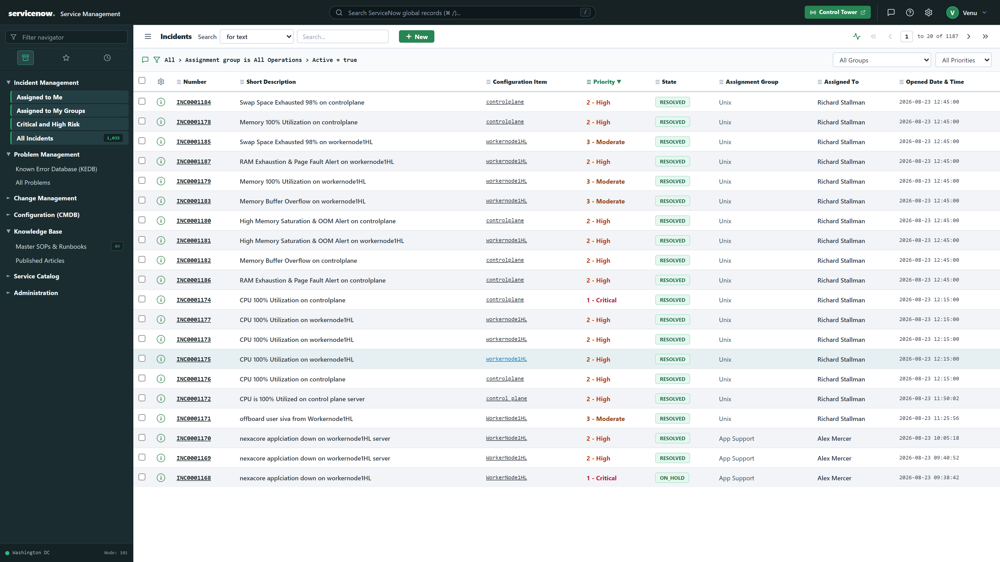 servicenow. Service Management
Search ServiceNow global records (⌘ /)...
/
Control Tower
V Venu
Filter navigator
Incident Management
Assigned to Me
Assigned to My Groups
Critical and High Risk
All Incidents 1,035
Problem Management
Known Error Database (KEDB)
All Problems
Change Management
Configuration (CMDB)
Knowledge Base
Master SOPs & Runbooks 49
Published Articles
Service Catalog
Administration
Washington DC Node: 101
Incidents Search for text Search... + New
1 to 20 of 1187
All > Assignment group is All Operations > Active = true
All Groups All Priorities
Number Short Description Configuration Item Priority ▼ State Assignment Group Assigned To Opened Date & Time
INC0001184 Swap Space Exhausted 98% on controlplane controlplane 2 - High RESOLVED Unix Richard Stallman 2026-08-23 12:45:00
INC0001178 Memory 100% Utilization on controlplane controlplane 2 - High RESOLVED Unix Richard Stallman 2026-08-23 12:45:00
INC0001185 Swap Space Exhausted 98% on workernode1HL workernode1HL 3 - Moderate RESOLVED Unix Richard Stallman 2026-08-23 12:45:00
INC0001187 RAM Exhaustion & Page Fault Alert on workernode1HL workernode1HL 2 - High RESOLVED Unix Richard Stallman 2026-08-23 12:45:00
INC0001179 Memory 100% Utilization on workernode1HL workernode1HL 3 - Moderate RESOLVED Unix Richard Stallman 2026-08-23 12:45:00
INC0001183 Memory Buffer Overflow on workernode1HL workernode1HL 3 - Moderate RESOLVED Unix Richard Stallman 2026-08-23 12:45:00
INC0001180 High Memory Saturation & OOM Alert on controlplane controlplane 2 - High RESOLVED Unix Richard Stallman 2026-08-23 12:45:00
INC0001181 High Memory Saturation & OOM Alert on workernode1HL workernode1HL 2 - High RESOLVED Unix Richard Stallman 2026-08-23 12:45:00
INC0001182 Memory Buffer Overflow on controlplane controlplane 2 - High RESOLVED Unix Richard Stallman 2026-08-23 12:45:00
INC0001186 RAM Exhaustion & Page Fault Alert on controlplane controlplane 2 - High RESOLVED Unix Richard Stallman 2026-08-23 12:45:00
INC0001174 CPU 100% Utilization on controlplane controlplane 1 - Critical RESOLVED Unix Richard Stallman 2026-08-23 12:15:00
INC0001177 CPU 100% Utilization on workernode1HL workernode1HL 2 - High RESOLVED Unix Richard Stallman 2026-08-23 12:15:00
INC0001173 CPU 100% Utilization on workernode1HL workernode1HL 2 - High RESOLVED Unix Richard Stallman 2026-08-23 12:15:00
INC0001175 CPU 100% Utilization on workernode1HL workernode1HL 2 - High RESOLVED Unix Richard Stallman 2026-08-23 12:15:00
INC0001176 CPU 100% Utilization on controlplane controlplane 2 - High RESOLVED Unix Richard Stallman 2026-08-23 12:15:00
INC0001172 CPU is 100% Utilized on control plane server control plane 2 - High RESOLVED Unix Richard Stallman 2026-08-23 11:50:02
INC0001171 offboard user siva from Workernode1HL WorkerNode1HL 3 - Moderate RESOLVED Unix Richard Stallman 2026-08-23 11:25:56
INC0001170 nexacore applciation down on workernode1HL server WorkerNode1HL 2 - High RESOLVED App Support Alex Mercer 2026-08-23 10:05:18
INC0001169 nexacore applciation down on workernode1HL server WorkerNode1HL 2 - High RESOLVED App Support Alex Mercer 2026-08-23 09:40:52
INC0001168 nexacore applciation down on workernode1HL WorkerNode1HL 1 - Critical ON_HOLD App Support Alex Mercer 2026-08-23 09:38:42